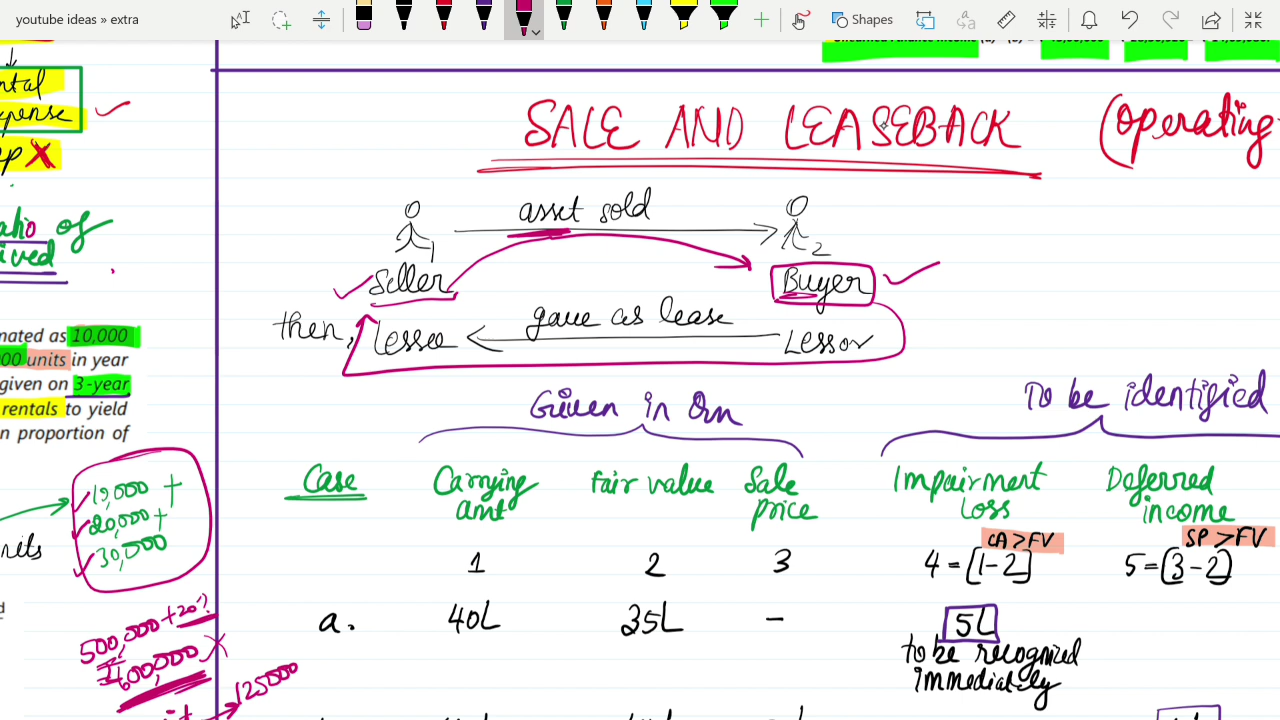 youtube ideas » extra
Shapes
ntal
pense
p X
atio of
ived
SALE AND LEASEBACK (operating
asset sold
1
2
Seller
Buyer
then, Lessee
gave as lease
Lessor
mated as 10,000
00 units in year
given on 3-year
rentals to yield
n proportion of
Given in Qn
To be identified
Case
Carrying amt
Fair value
Sale price
Impairment Loss
Deferred income
CA >FV
SP >FV
1
2
3
4 = [1-2]
5 = [3-2]
20,000 +
30,000
nits
a.
40L
35L
-
5L
to be recognized
immediately
500,000 + 20%
600,000 X
125000